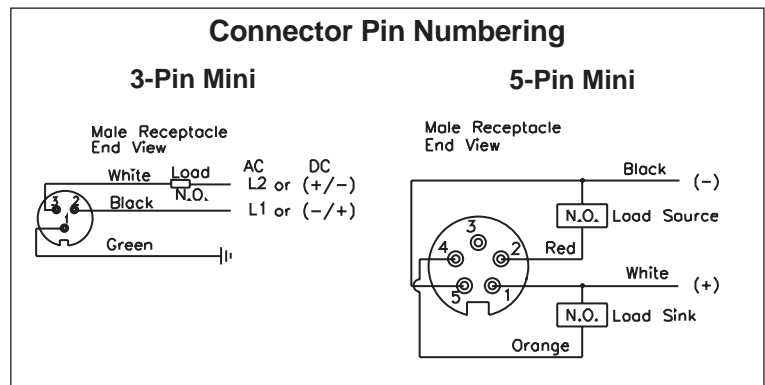 Connector Pin Numbering
3-Pin Mini
Male Receptacle
End View
White
Load
N.O.
AC
DC
L2 or (+/-)
Black
L1 or (-/+)
3 2
1
Green
5-Pin Mini
Male Receptacle
End View
Black
(-)
N.O. Load Source
Red
3
4
2
5
1
White
(+)
N.O. Load Sink
Orange